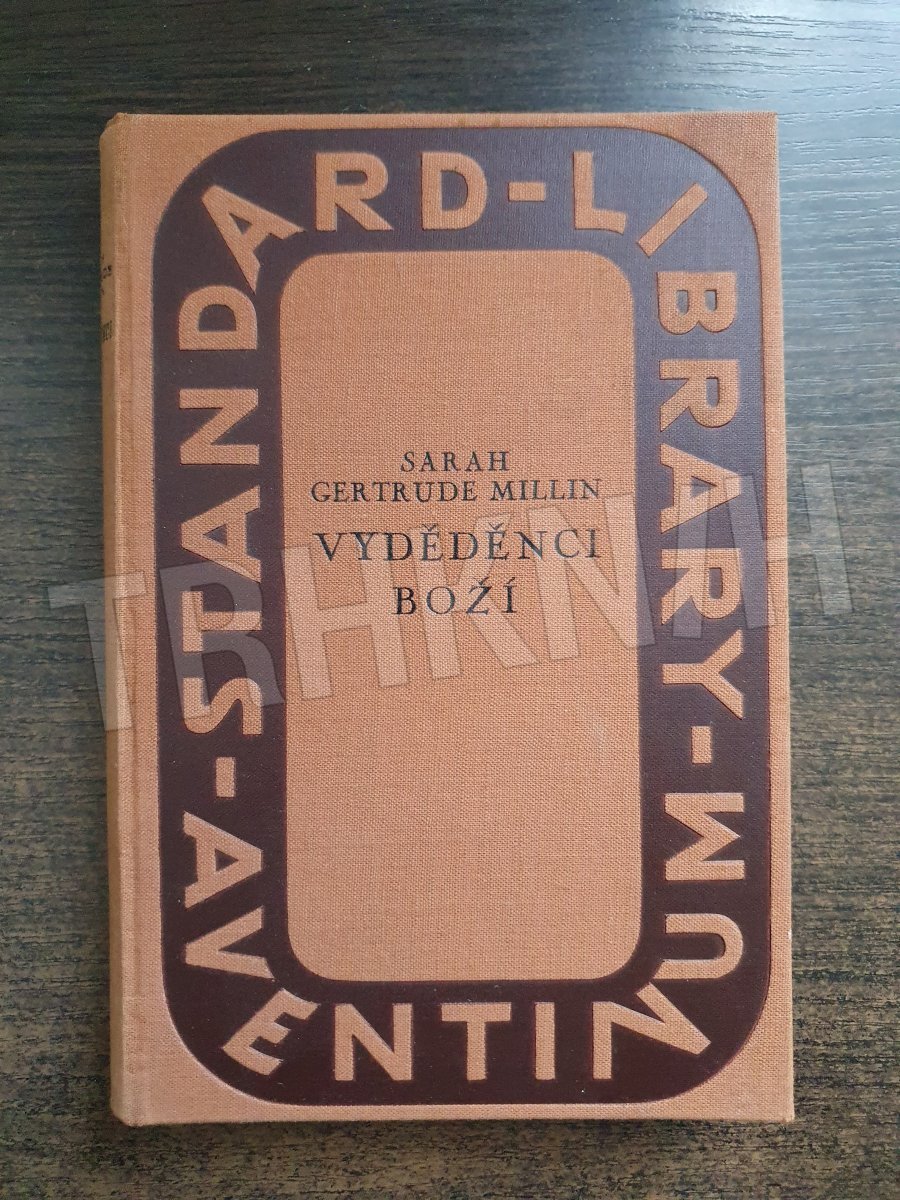 STANDARD-LIBRARY-
AVENTINUM-
SARAH
GERTRUDE MILLIN
VYDĚDĚNCI
BOŽÍ
TRHKNIH